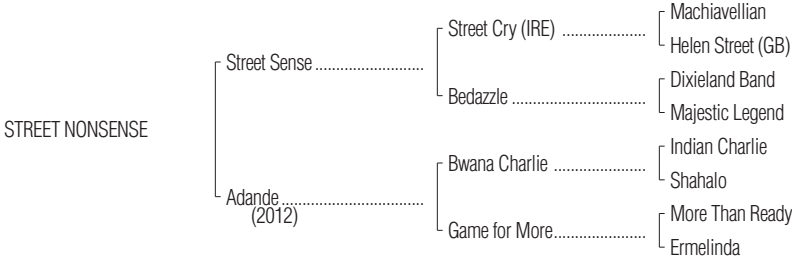 Machiavellian
Street Cry (IRE) ....................
Helen Street (GB)
Street Sense ........................
Dixieland Band
Bedazzle ..............................
Majestic Legend
STREET NONSENSE
Indian Charlie
Bwana Charlie ....................
Shahalo
Adande ................................
(2012)
More Than Ready
Game for More....................
Ermelinda